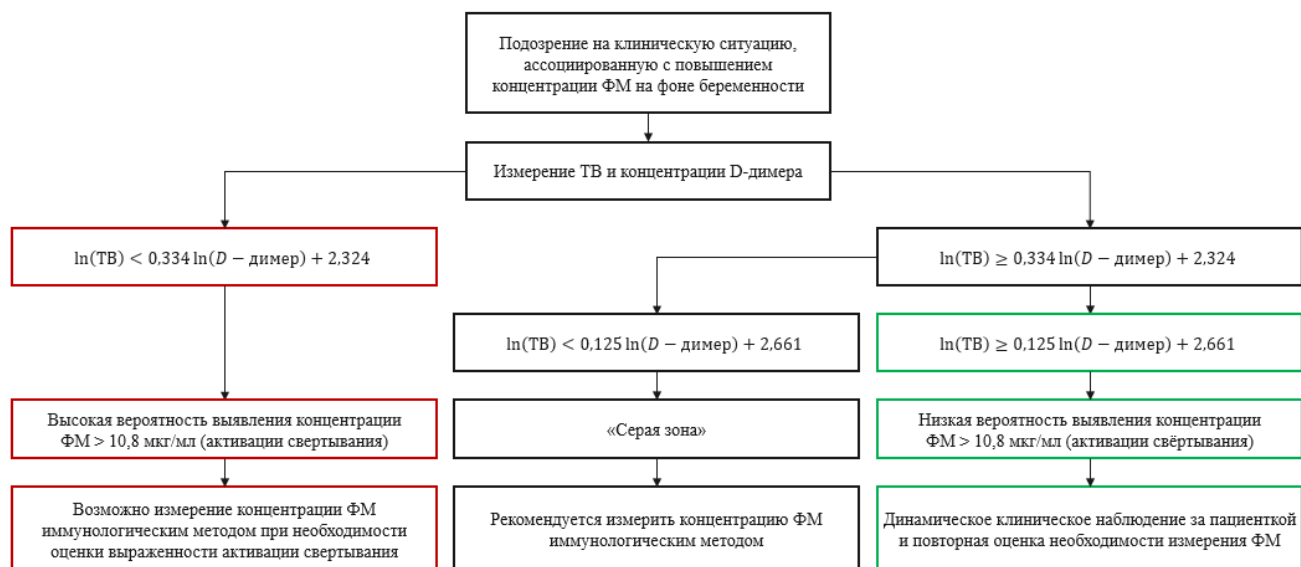 Подозрение на клиническую ситуацию,
ассоциированную с повышением
концентрации ФМ на фоне беременности
Измерение ТВ и концентрации D-димера
ln(ТВ) < 0,334 ln(D − димер) + 2,324
ln(ТВ) ≥ 0,334 ln(D − димер) + 2,324
ln(ТВ) < 0,125 ln(D − димер) + 2,661
ln(ТВ) ≥ 0,125 ln(D − димер) + 2,661
Высокая вероятность выявления концентрации
ФМ > 10,8 мкг/мл (активации свертывания)
«Серая зона»
Низкая вероятность выявления концентрации
ФМ > 10,8 мкг/мл (активации свёртывания)
Возможно измерение концентрации ФМ
иммунологическим методом при необходимости
оценки выраженности активации свертывания
Рекомендуется измерить концентрацию ФМ
иммунологическим методом
Динамическое клиническое наблюдение за пациенткой
и повторная оценка необходимости измерения ФМ